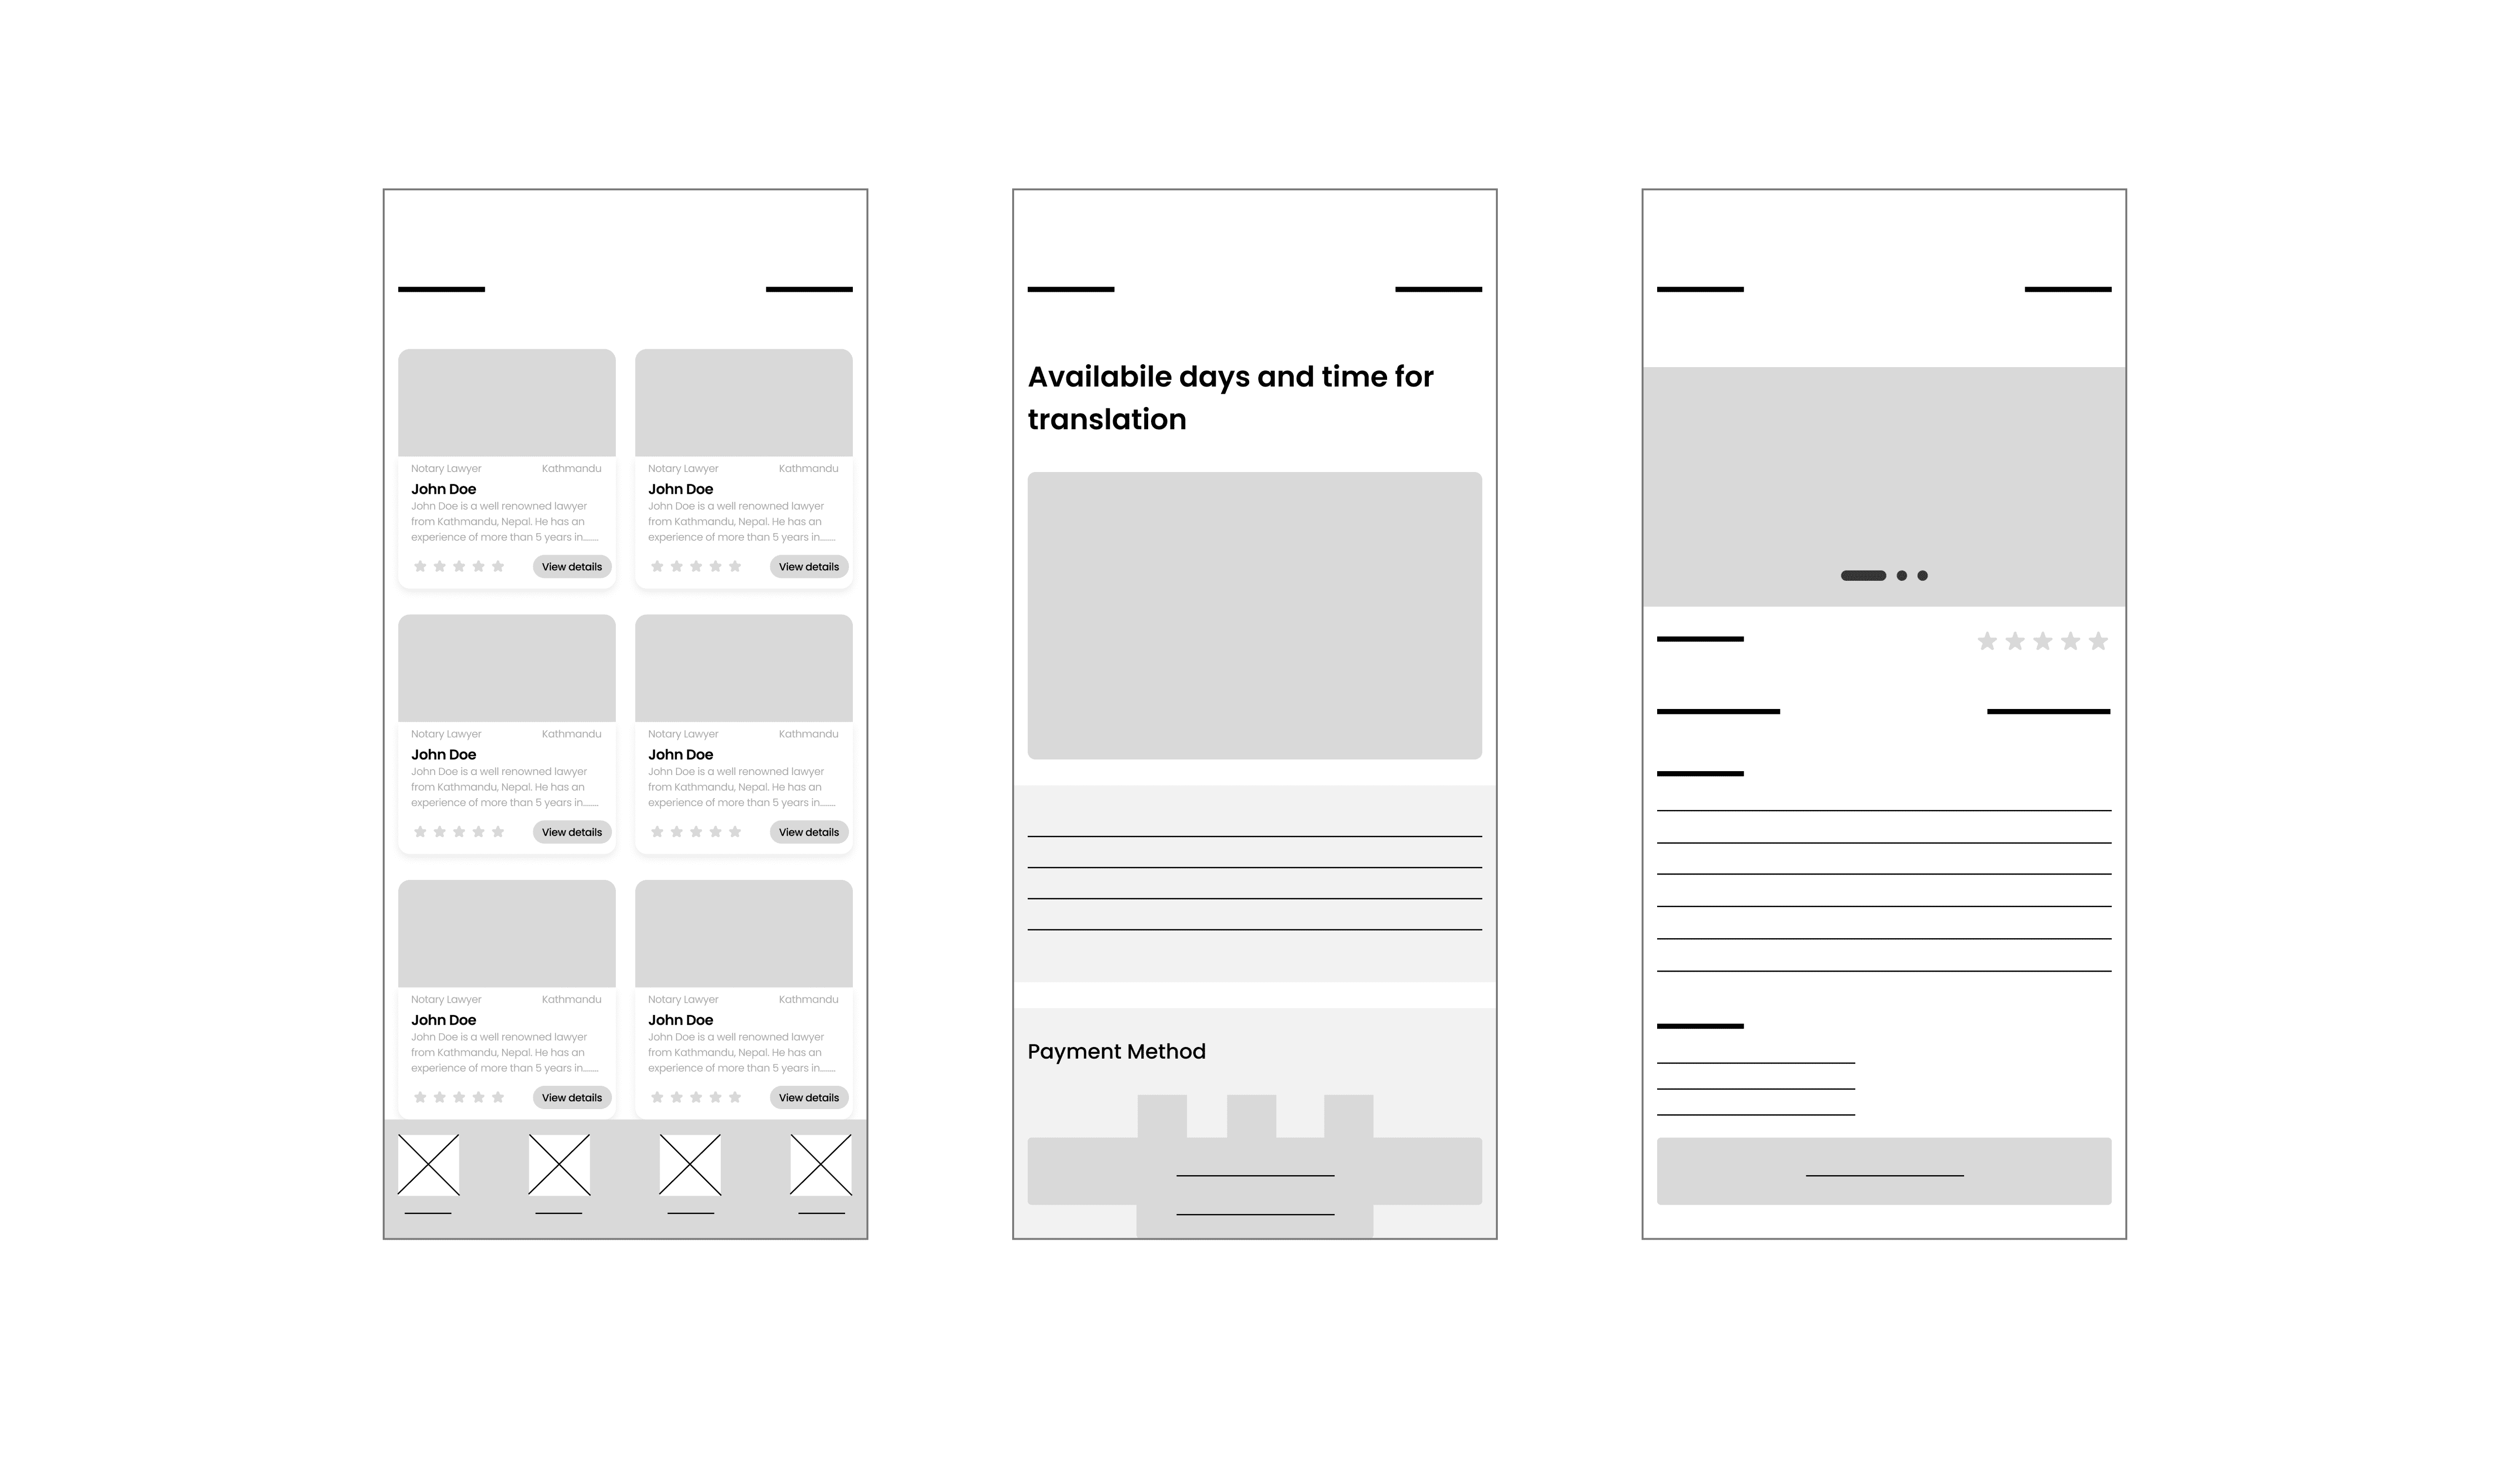 Notary Lawyer Kathmandu
John Doe
John Doe is a well renowned lawyer
from Kathmandu, Nepal. He has an
experience of more than 5 years in.......
View details
Notary Lawyer Kathmandu
John Doe
John Doe is a well renowned lawyer
from Kathmandu, Nepal. He has an
experience of more than 5 years in.......
View details
Notary Lawyer Kathmandu
John Doe
John Doe is a well renowned lawyer
from Kathmandu, Nepal. He has an
experience of more than 5 years in.......
View details
Notary Lawyer Kathmandu
John Doe
John Doe is a well renowned lawyer
from Kathmandu, Nepal. He has an
experience of more than 5 years in.......
View details
Notary Lawyer Kathmandu
John Doe
John Doe is a well renowned lawyer
from Kathmandu, Nepal. He has an
experience of more than 5 years in.......
View details
Notary Lawyer Kathmandu
John Doe
John Doe is a well renowned lawyer
from Kathmandu, Nepal. He has an
experience of more than 5 years in.......
View details
Availabile days and time for
translation
Payment Method